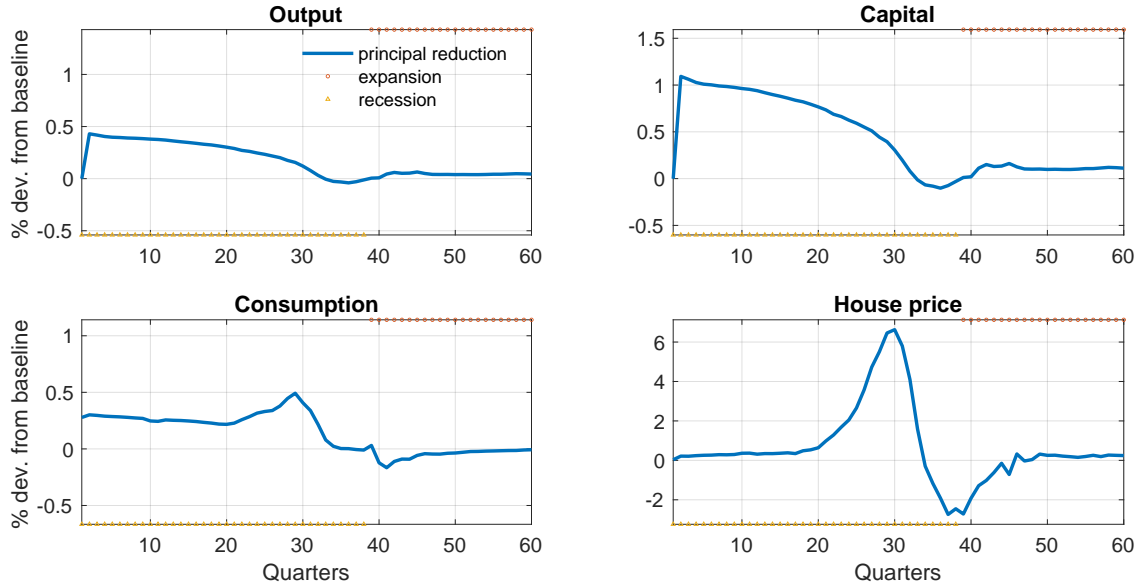 Output
% dev. from baseline
1
0.5
0
-0.5
principal reduction
expansion
recession
10 20 30 40 50 60
Capital
1.5
1
0.5
0
-0.5
10 20 30 40 50 60
Consumption
% dev. from baseline
1
0.5
0
-0.5
10 20 30 40 50 60
Quarters
House price
6
4
2
0
-2
10 20 30 40 50 60
Quarters